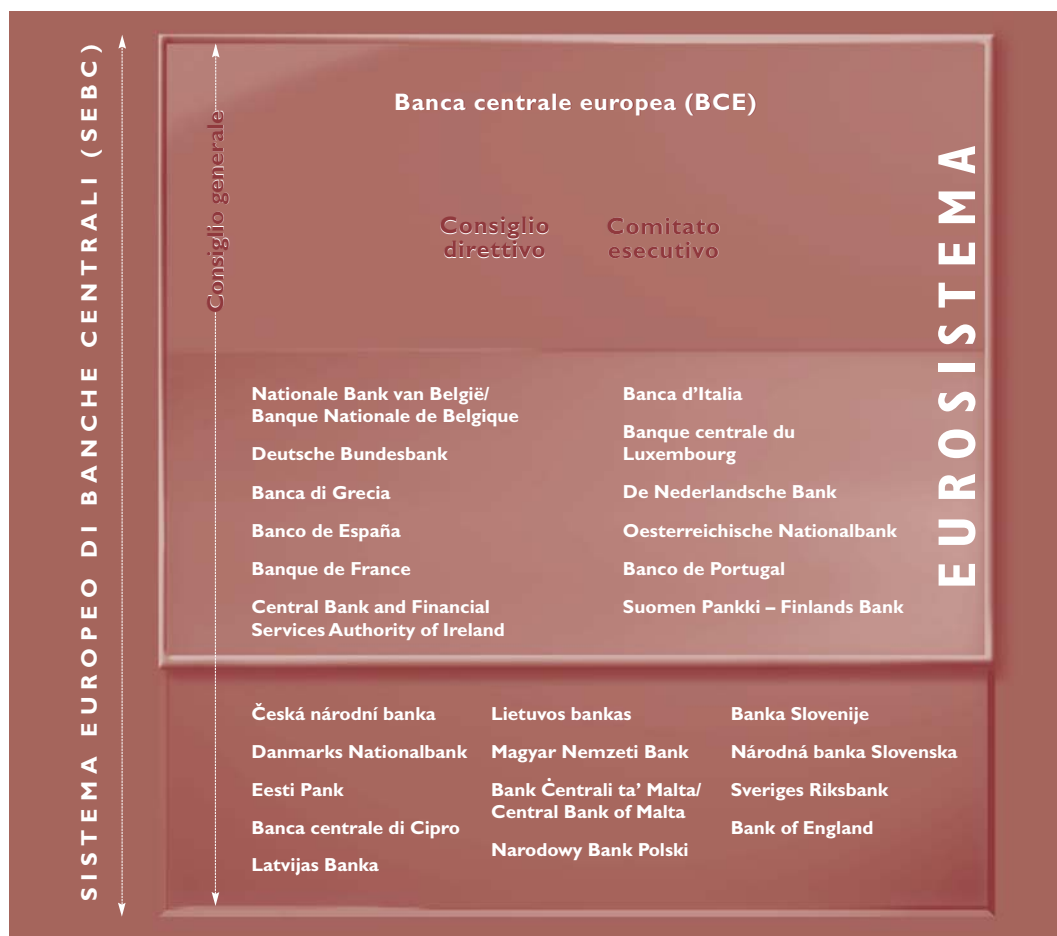 SISTEMA EUROPEO DI BANCHE CENTRALI (SEBC)
Consiglio generale
Banca centrale europea (BCE)
Consiglio
direttivo
Comitato
esecutivo
EUROSISTEMA
Nationale Bank van België/
Banque Nationale de Belgique
Deutsche Bundesbank
Banca di Grecia
Banco de España
Banque de France
Central Bank and Financial
Services Authority of Ireland
Banca d’Italia
Banque centrale du
Luxembourg
De Nederlandsche Bank
Oesterreichische Nationalbank
Banco de Portugal
Suomen Pankki – Finlands Bank
Česká národní banka
Danmarks Nationalbank
Eesti Pank
Banca centrale di Cipro
Latvijas Banka
Lietuvos bankas
Magyar Nemzeti Bank
Bank Ċentrali ta’ Malta/
Central Bank of Malta
Narodowy Bank Polski
Banka Slovenije
Národná banka Slovenska
Sveriges Riksbank
Bank of England